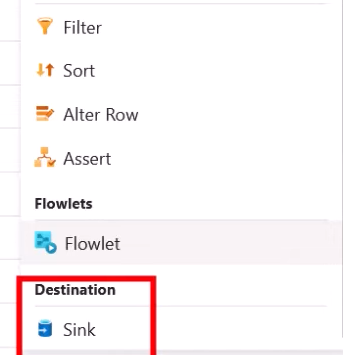 Filter
Sort
Alter Row
Assert
Flowlets
Flowlet
Destination
Sink